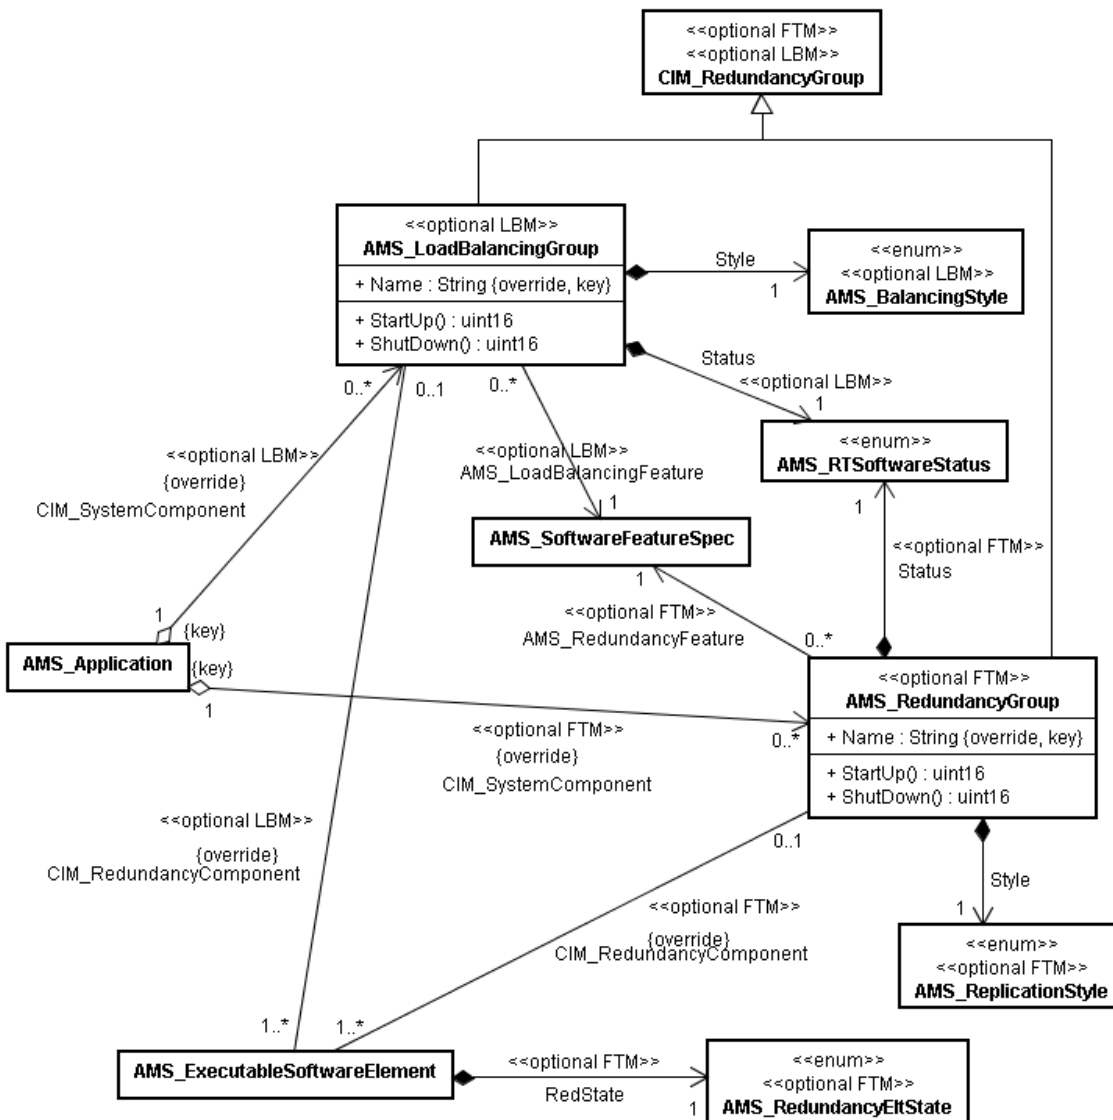 <<optional FTM>>
<<optional LBM>>
CIM_RedundancyGroup
<<optional LBM>>
AMS_LoadBalancingGroup
+ Name : String {override, key}
+ StartUp() : uint16
+ ShutDown() : uint16
Style
1
<<enum>>
<<optional LBM>>
AMS_BalancingStyle
Status
<<optional LBM>>
1
0..*
0..1
0..*
<<enum>>
AMS_RTSoftwareStatus
<<optional LBM>>
{override}
CIM_SystemComponent
<<optional LBM>>
AMS_LoadBalancingFeature
1
1
AMS_SoftwareFeatureSpec
<<optional FTM>>
Status
1
<<optional FTM>>
AMS_RedundancyFeature
0..*
1
{key}
AMS_Application
{key}
1
<<optional FTM>>
AMS_RedundancyGroup
+ Name : String {override, key}
+ StartUp() : uint16
+ ShutDown() : uint16
<<optional FTM>>
{override}
CIM_SystemComponent
0..*
<<optional LBM>>
{override}
CIM_RedundancyComponent
0..1
Style
1
<<optional FTM>>
{override}
CIM_RedundancyComponent
<<enum>>
<<optional FTM>>
AMS_ReplicationStyle
1..*
1..*
AMS_ExecutableSoftwareElement
<<optional FTM>>
RedState
1
<<enum>>
<<optional FTM>>
AMS_RedundancyEltState